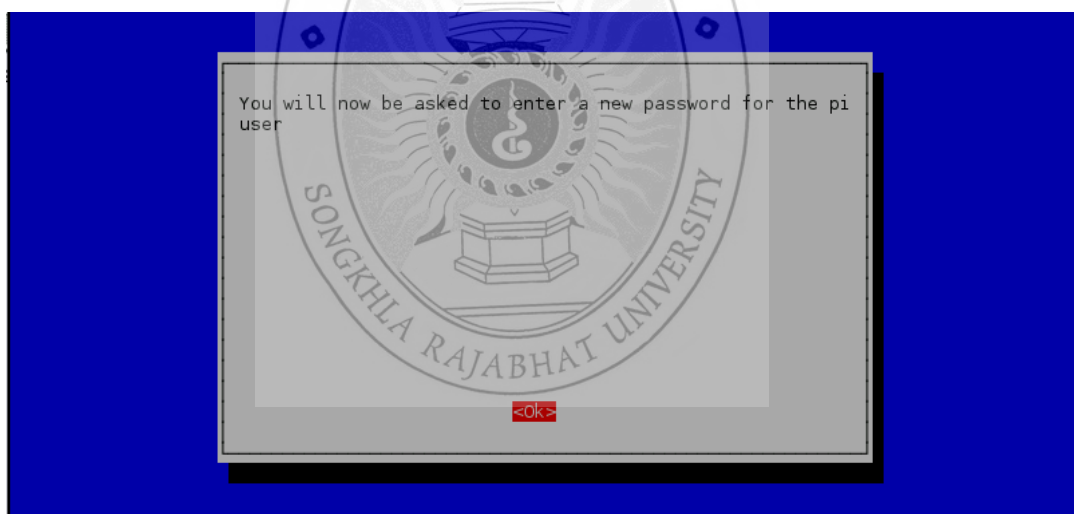 You will now be asked to enter a new password for the pi
user
SONGKHLA RAJABHAT UNIVERSITY
<Ok>